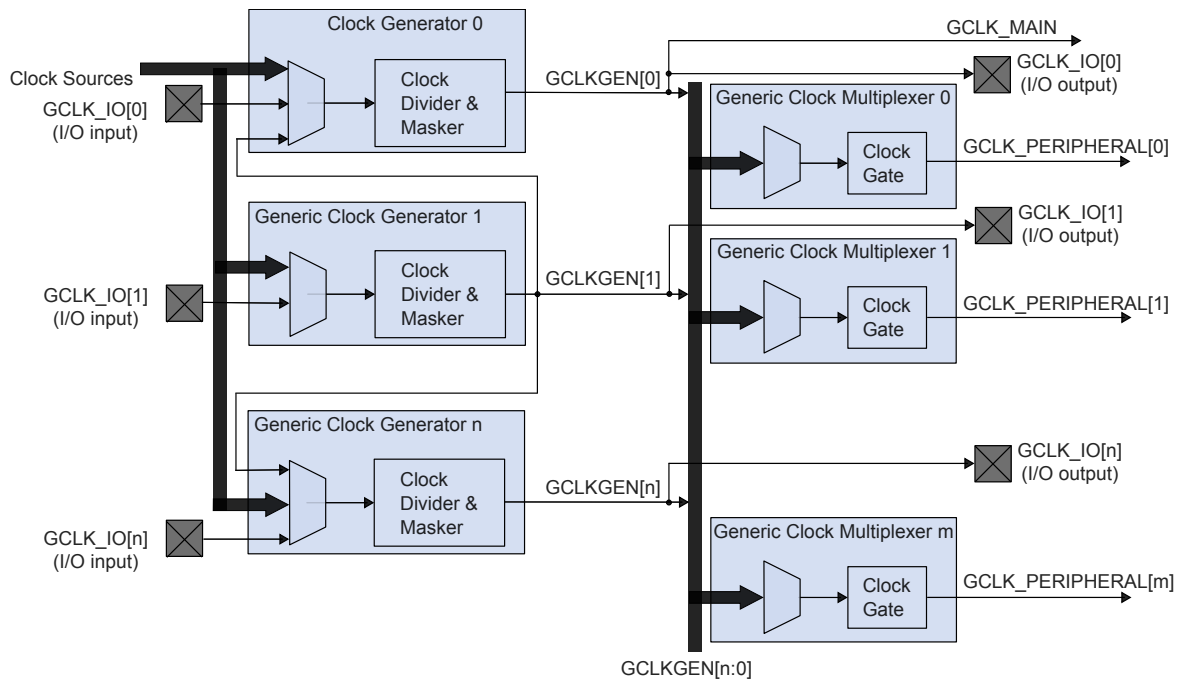 Clock Generator 0
GCLK_MAIN
Clock Sources
GCLK_IO[0]
(I/O input)
Clock
Divider &
Masker
GCLKGEN[0]
GCLK_IO[0]
(I/O output)
Generic Clock Multiplexer 0
Clock
Gate
GCLK_PERIPHERAL[0]
Generic Clock Generator 1
GCLK_IO[1]
(I/O input)
Clock
Divider &
Masker
GCLKGEN[1]
GCLK_IO[1]
(I/O output)
Generic Clock Multiplexer 1
Clock
Gate
GCLK_PERIPHERAL[1]
Generic Clock Generator n
GCLK_IO[n]
(I/O input)
Clock
Divider &
Masker
GCLKGEN[n]
GCLK_IO[n]
(I/O output)
Generic Clock Multiplexer m
Clock
Gate
GCLK_PERIPHERAL[m]
GCLKGEN[n:0]